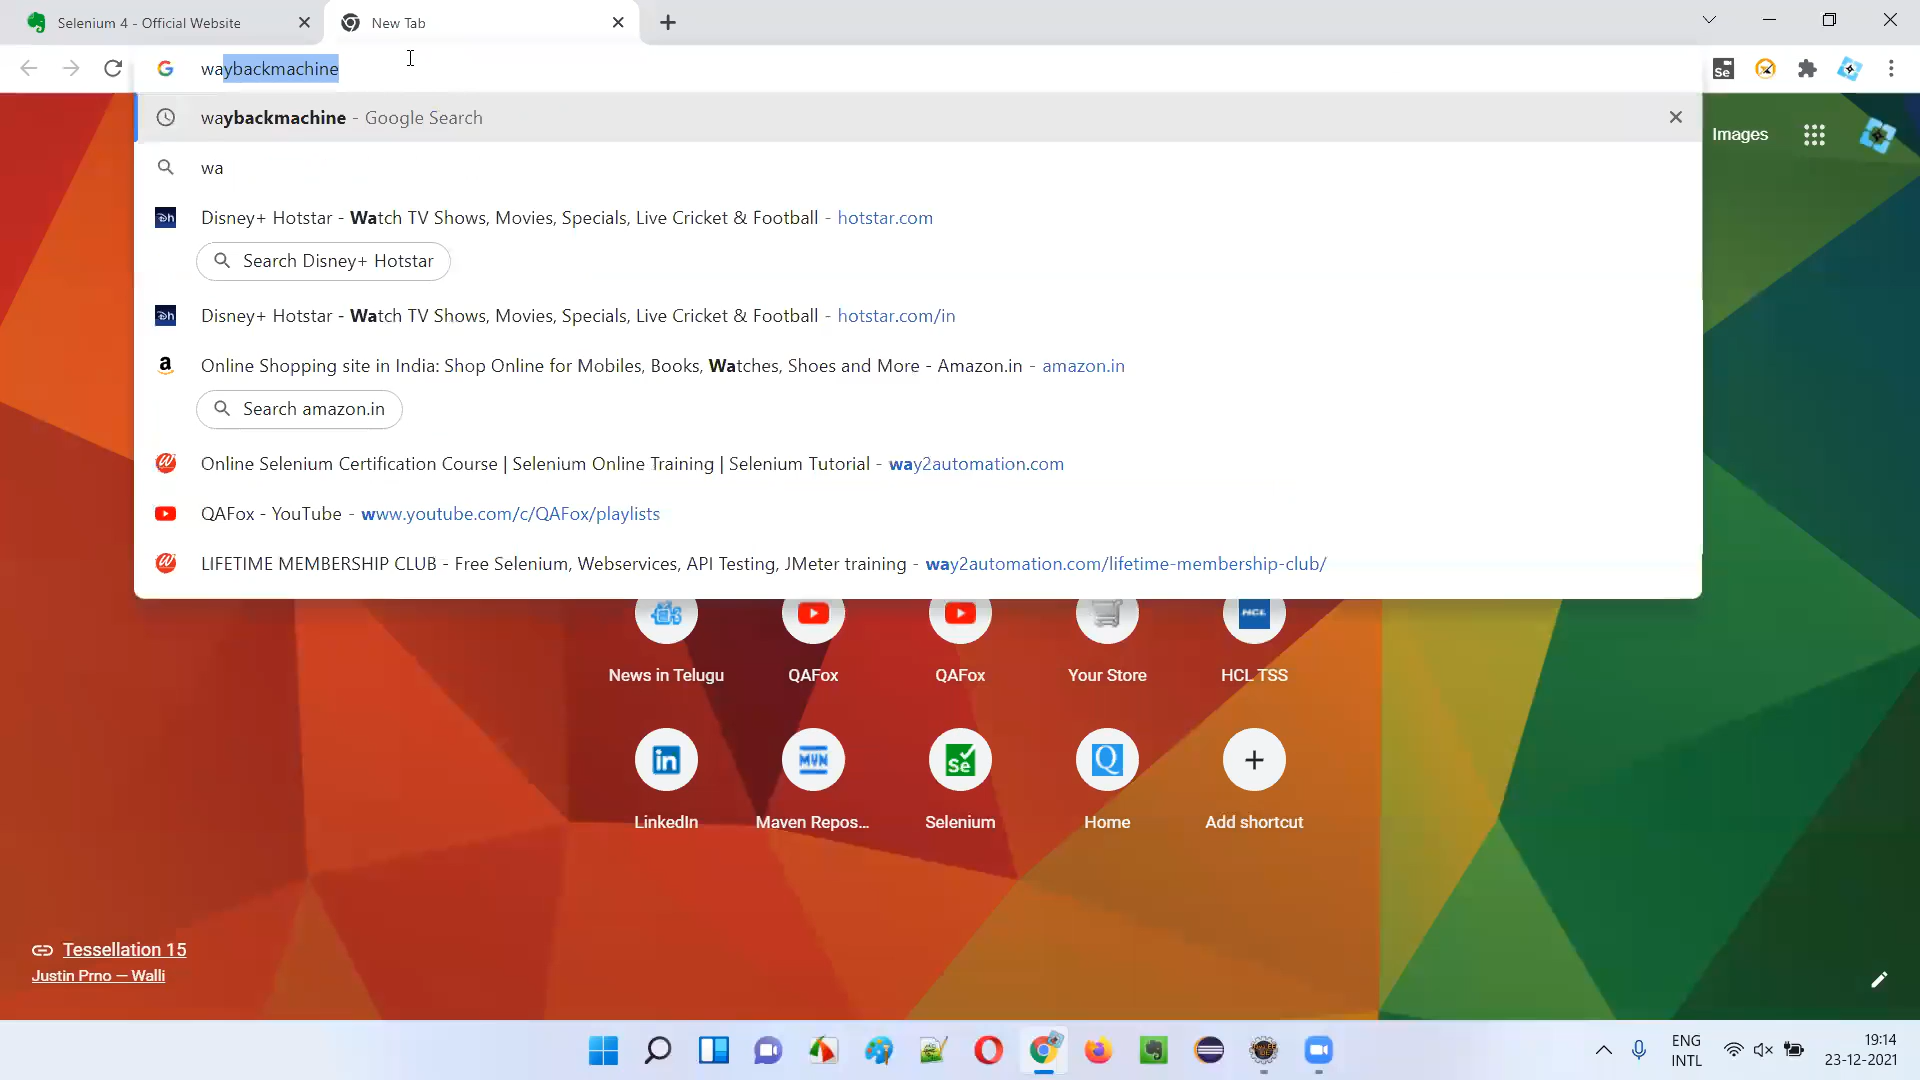 Selenium 4 - Official Website
New Tab
waybackmachine
Se
waybackmachine - Google Search
Images
wa
Disney+ Hotstar - Watch TV Shows, Movies, Specials, Live Cricket & Football - hotstar.com
Search Disney+ Hotstar
Disney+ Hotstar - Watch TV Shows, Movies, Specials, Live Cricket & Football - hotstar.com/in
a
Online Shopping site in India: Shop Online for Mobiles, Books, Watches, Shoes and More - Amazon.in - amazon.in
Search amazon.in
Online Selenium Certification Course | Selenium Online Training | Selenium Tutorial - way2automation.com
QAFox - YouTube - www.youtube.com/c/QAFox/playlists
LIFETIME MEMBERSHIP CLUB - Free Selenium, Webservices, API Testing, JMeter training - way2automation.com/lifetime-membership-club/
HCL
News in Telugu
QAFox
QAFox
Your Store
HCL TSS
in
MVN
Se
Q
LinkedIn
Maven Repos...
Selenium
Home
Add shortcut
Tessellation 15
Justin Prno — Walli
ENG
INTL
19:14
23-12-2021